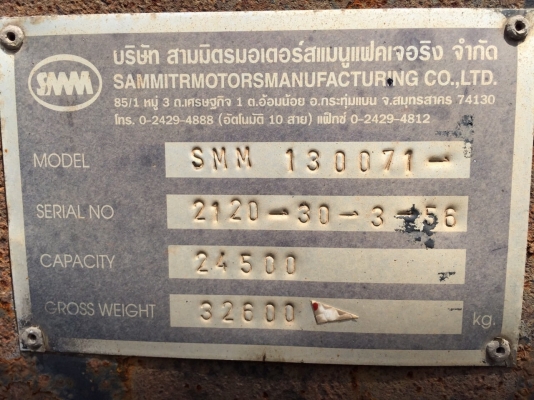 SMM
บริษัท สามมิตรมอเตอร์สแมนูแฟคเจอริง จำกัด
SAMMITRMOTORSMANUFACTURING CO.,LTD.
85/1 หมู่ 3 ถ.เศรษฐกิจ 1 ต.อ้อมน้อย อ.กระทุ่มแบน จ.สมุทรสาคร 74130
โทร. 0-2429-4888 (อัตโนมัติ 10 สาย) แฟ็กซ์ 0-2429-4812
MODEL SMM 130071-
SERIAL NO 2120-30-3-56
CAPACITY 24500
GROSS WEIGHT 32600 kg.